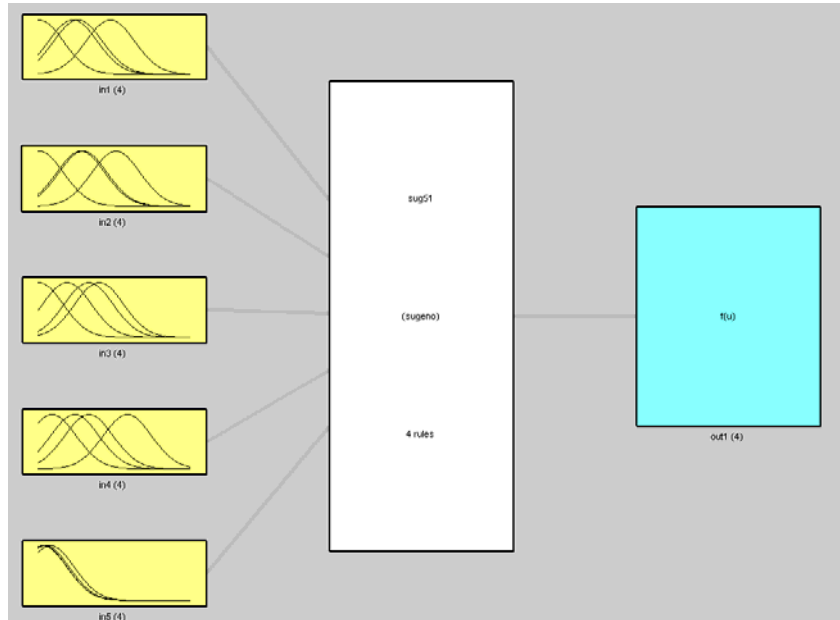 in1 (4)
in2 (4)
in3 (4)
in4 (4)
in5 (4)
sug51
(sugeno)
4 rules
f(u)
out1 (4)